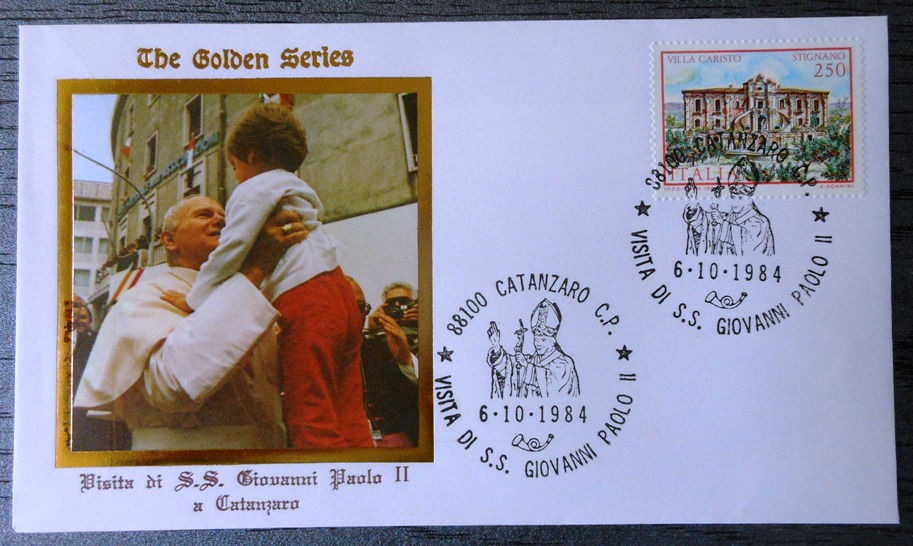 The Golden Series
VILLA CARISTO STIGNANO
250
ITALIA
88100 CATANZARO C.P.
6·10·1984
VISITA DI S.S. GIOVANNI PAOLO II
88100 CATANZARO C.P.
6·10·1984
VISITA DI S.S. GIOVANNI PAOLO II
Visita di S.S. Giovanni Paolo II
a Catanzaro